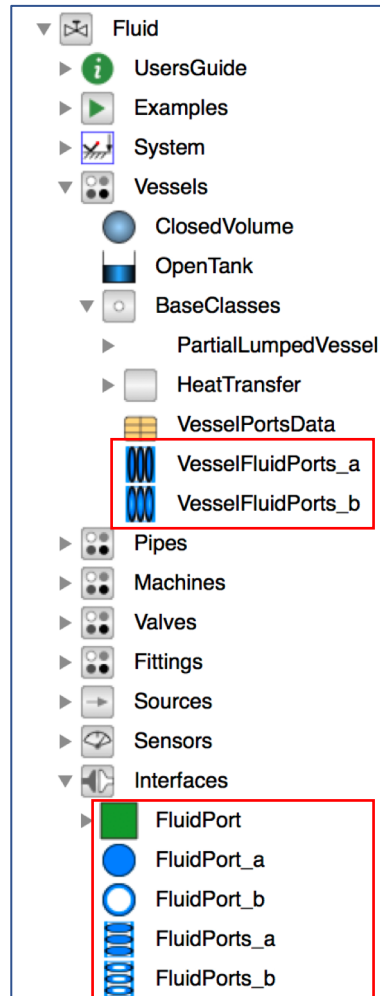 Fluid
UsersGuide
Examples
System
Vessels
ClosedVolume
OpenTank
BaseClasses
PartialLumpedVessel
HeatTransfer
VesselPortsData
VesselFluidPorts_a
VesselFluidPorts_b
Pipes
Machines
Valves
Fittings
Sources
Sensors
Interfaces
FluidPort
FluidPort_a
FluidPort_b
FluidPorts_a
FluidPorts_b